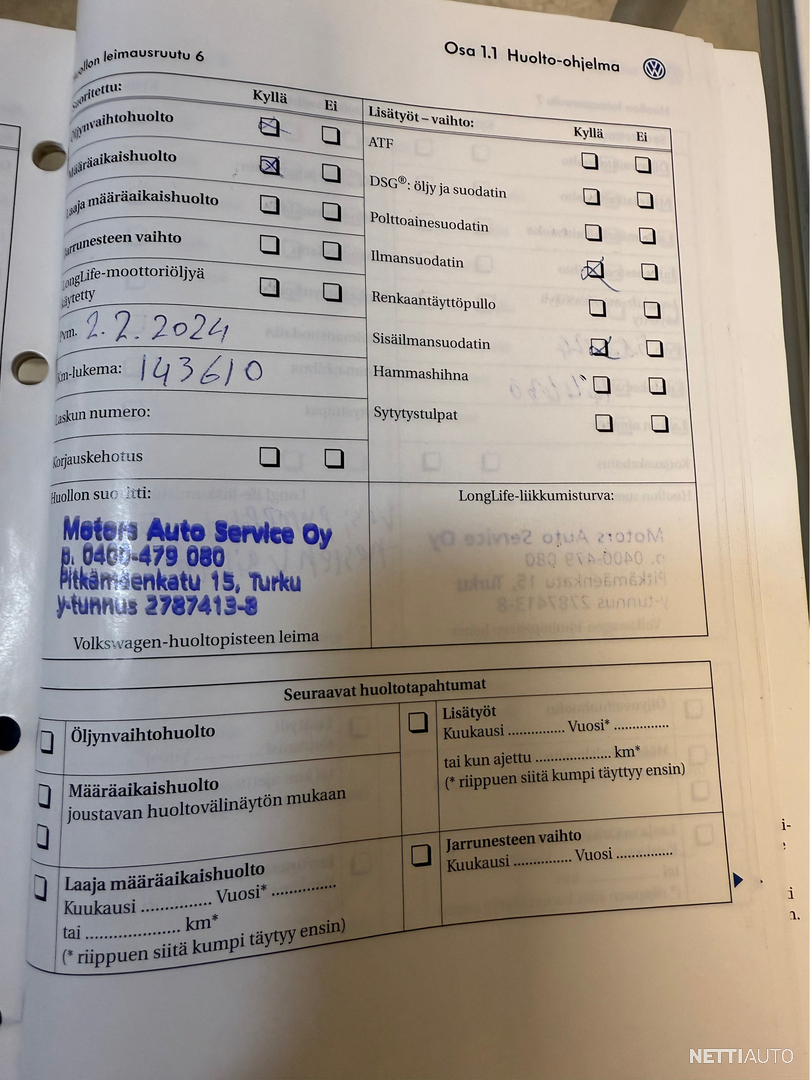 Huollon leimausruutu 6
Osa 1.1 Huolto-ohjelma
Suoritettu:
Kyllä Ei
Öljynvaihtohuolto
Määräaikaishuolto
Laaja määräaikaishuolto
Jarrunesteen vaihto
LongLife-moottoriöljyä
käytetty
Pvm. 2.2.2024
Km-lukema: 143610
Laskun numero:
Korjauskehotus
Lisätyöt – vaihto:
Kyllä Ei
ATF
DSG®: öljy ja suodatin
Polttoainesuodatin
Ilmansuodatin
Renkaantäyttöpullo
Sisäilmansuodatin
Hammashihna
Sytytystulpat
Huollon suoritti:
Motors Auto Service Oy
p. 0400-479 080
Pitkämäenkatu 15, Turku
y-tunnus 2787413-8
Volkswagen-huoltopisteen leima
LongLife-liikkumisturva:
Seuraavat huoltotapahtumat
Öljynvaihtohuolto
Määräaikaishuolto
joustavan huoltovälinäytön mukaan
Laaja määräaikaishuolto
Kuukausi .............. Vuosi* ..............
tai .................... km*
(* riippuen siitä kumpi täytyy ensin)
Lisätyöt
Kuukausi .............. Vuosi* ..............
tai kun ajettu .................... km*
(* riippuen siitä kumpi täyttyy ensin)
Jarrunesteen vaihto
Kuukausi .............. Vuosi ..............
NETTIAUTO